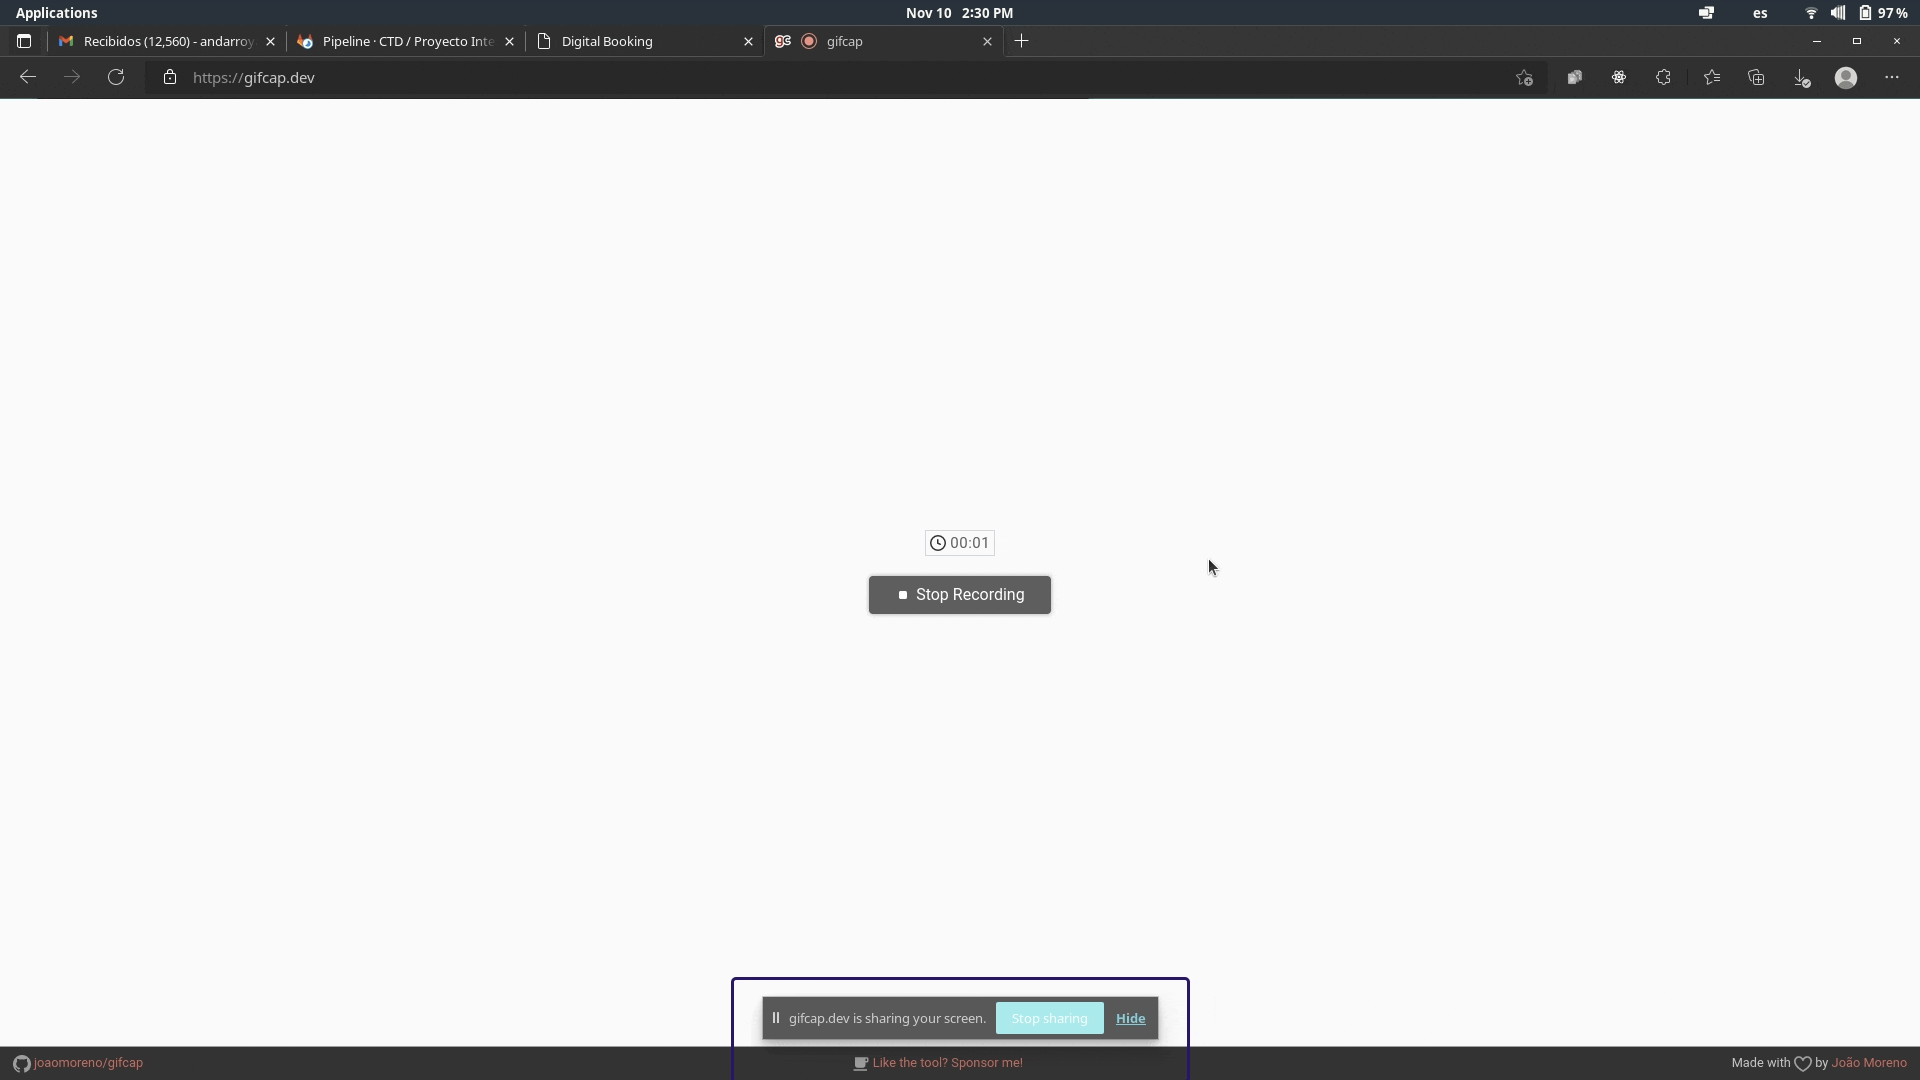 Applications
Nov 10 2:30 PM
es
97 %
Recibidos (12,560) - andarroy
Pipeline · CTD / Proyecto Inte
Digital Booking
gc
gifcap
https://gifcap.dev
00:01
Stop Recording
gifcap.dev is sharing your screen.
Stop sharing
Hide
joaomoreno/gifcap
Like the tool? Sponsor me!
Made with by João Moreno